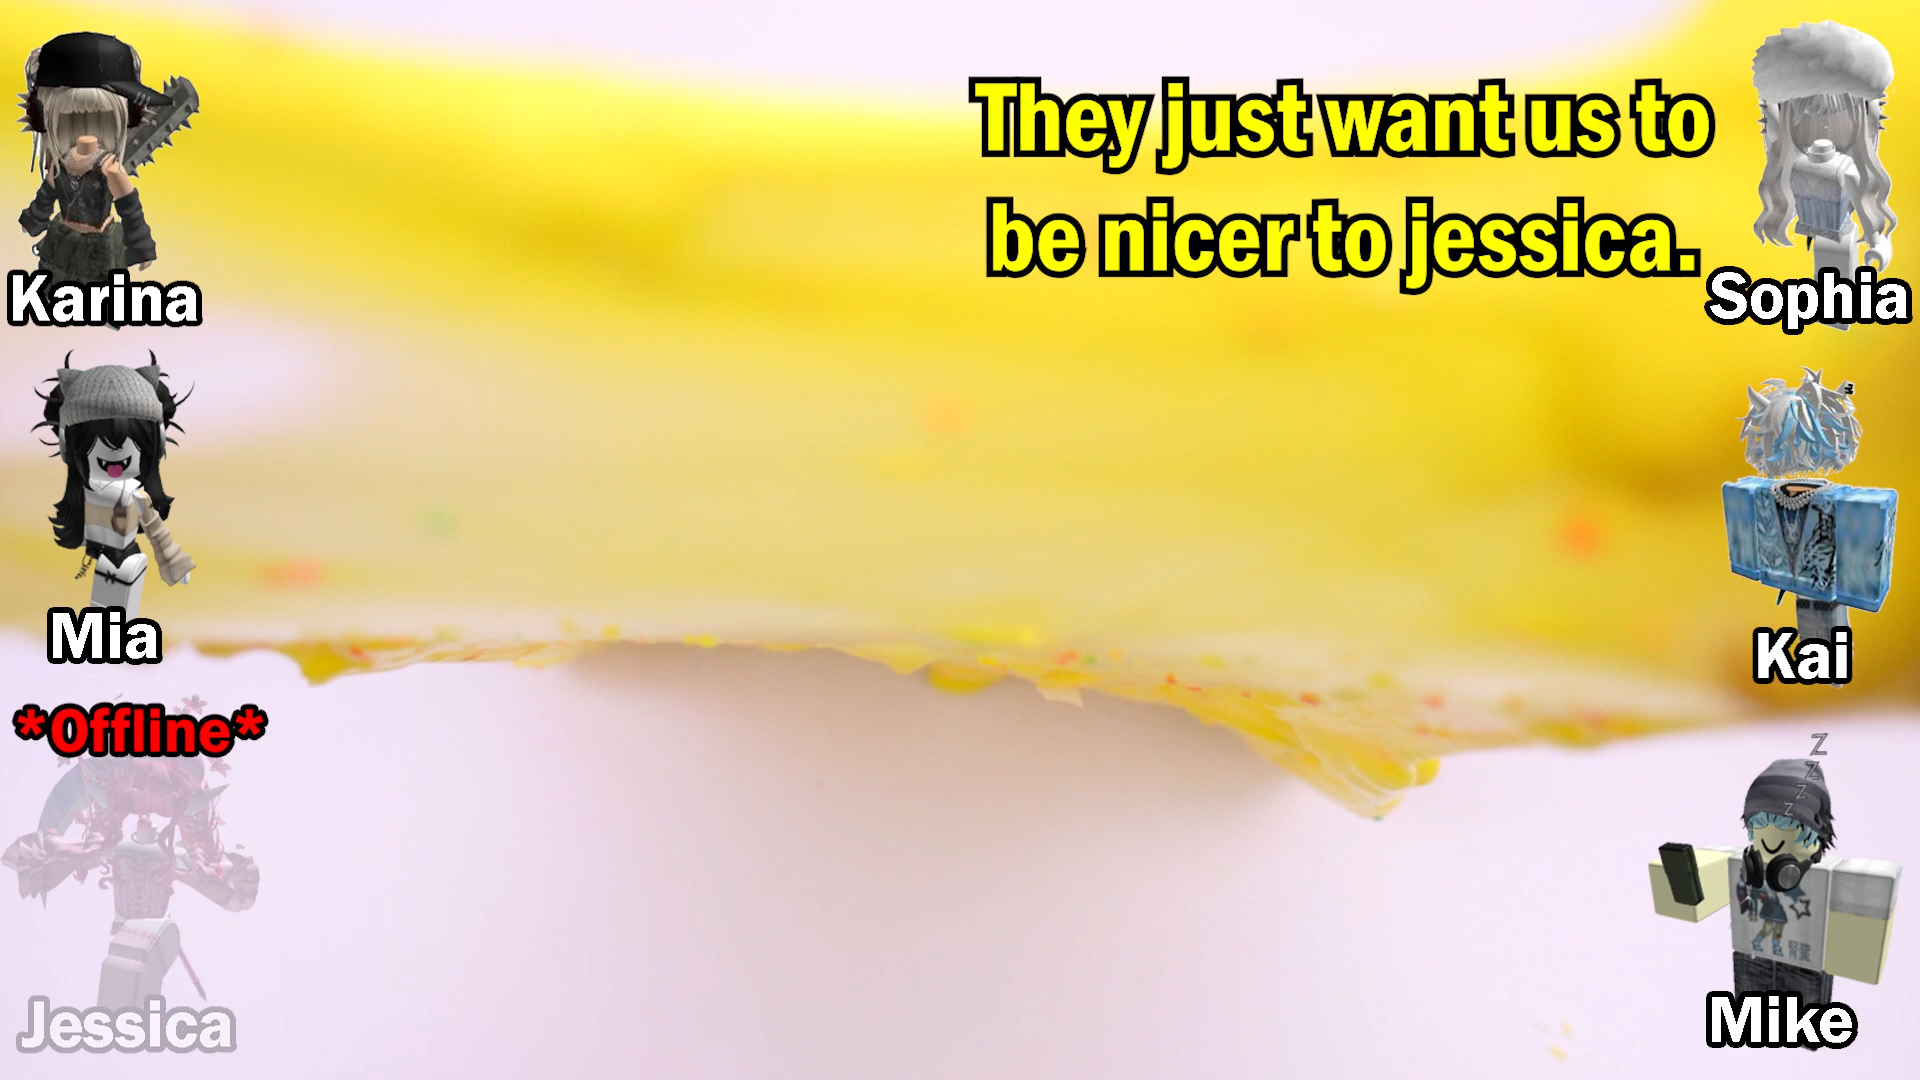 They just want us to
be nicer to jessica.
Karina
Sophia
Mia
Kai
*Offline*
z
z
z
z
Jessica
Mike